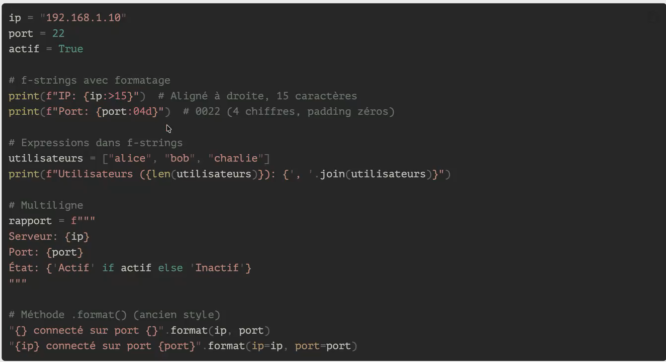 ip = "192.168.1.10"
port = 22
actif = True
# f-strings avec formatage
print(f"IP: {ip:>15}")  # Aligné à droite, 15 caractères
print(f"Port: {port:04d}")  # 0022 (4 chiffres, padding zéros)
# Expressions dans f-strings
utilisateurs = ["alice", "bob", "charlie"]
print(f"Utilisateurs ({len(utilisateurs)}): {', '.join(utilisateurs)}")
# Multiligne
rapport = f"""
Serveur: {ip}
Port: {port}
État: {'Actif' if actif else 'Inactif'}
"""
# Méthode .format() (ancien style)
"{} connecté sur port {}".format(ip, port)
"{ip} connecté sur port {port}".format(ip=ip, port=port)